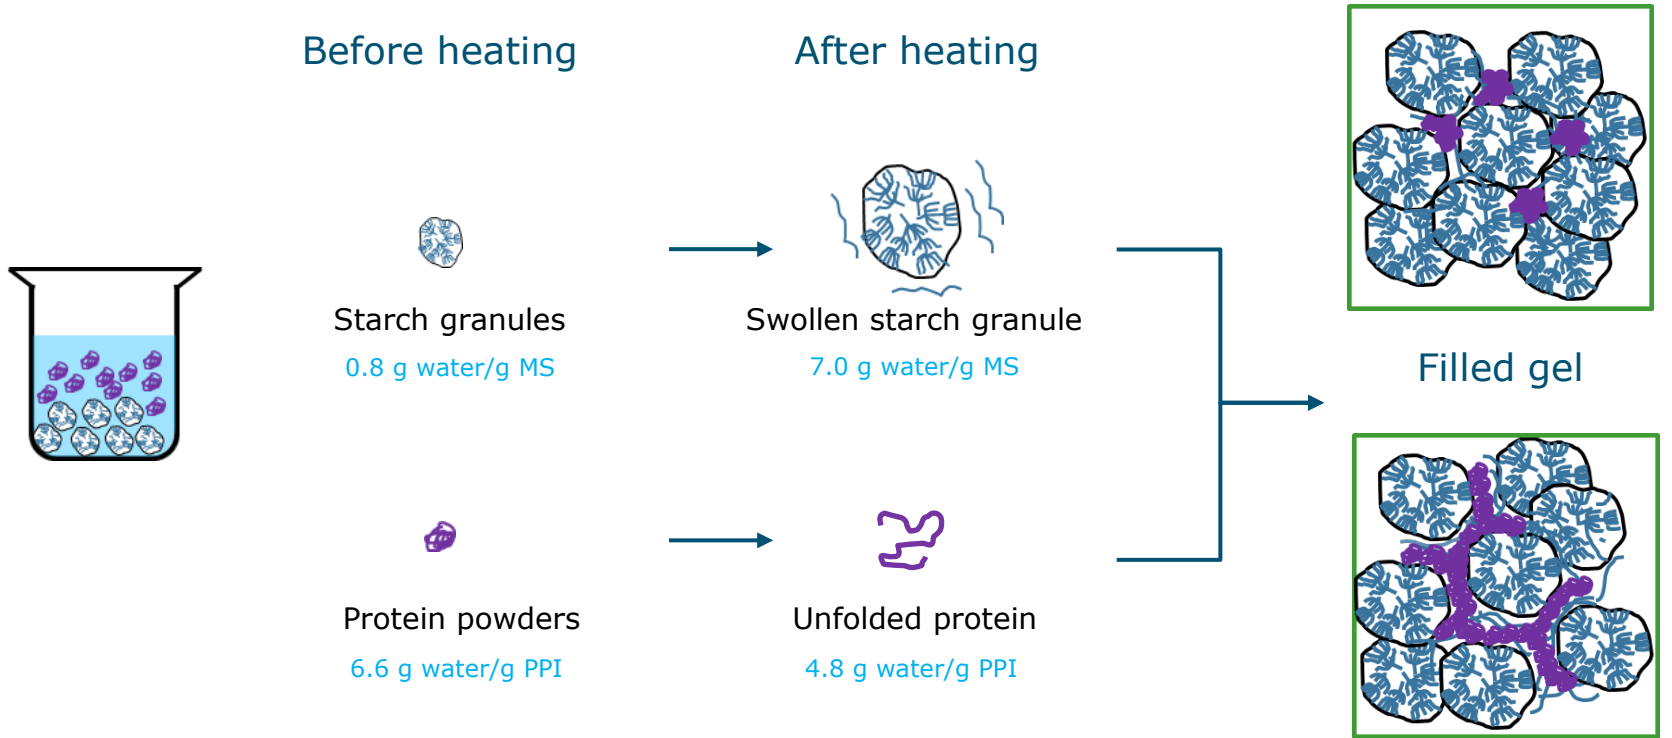 Before heating
After heating
Starch granules
0.8 g water/g MS
Swollen starch granule
7.0 g water/g MS
Filled gel
Protein powders
6.6 g water/g PPI
Unfolded protein
4.8 g water/g PPI